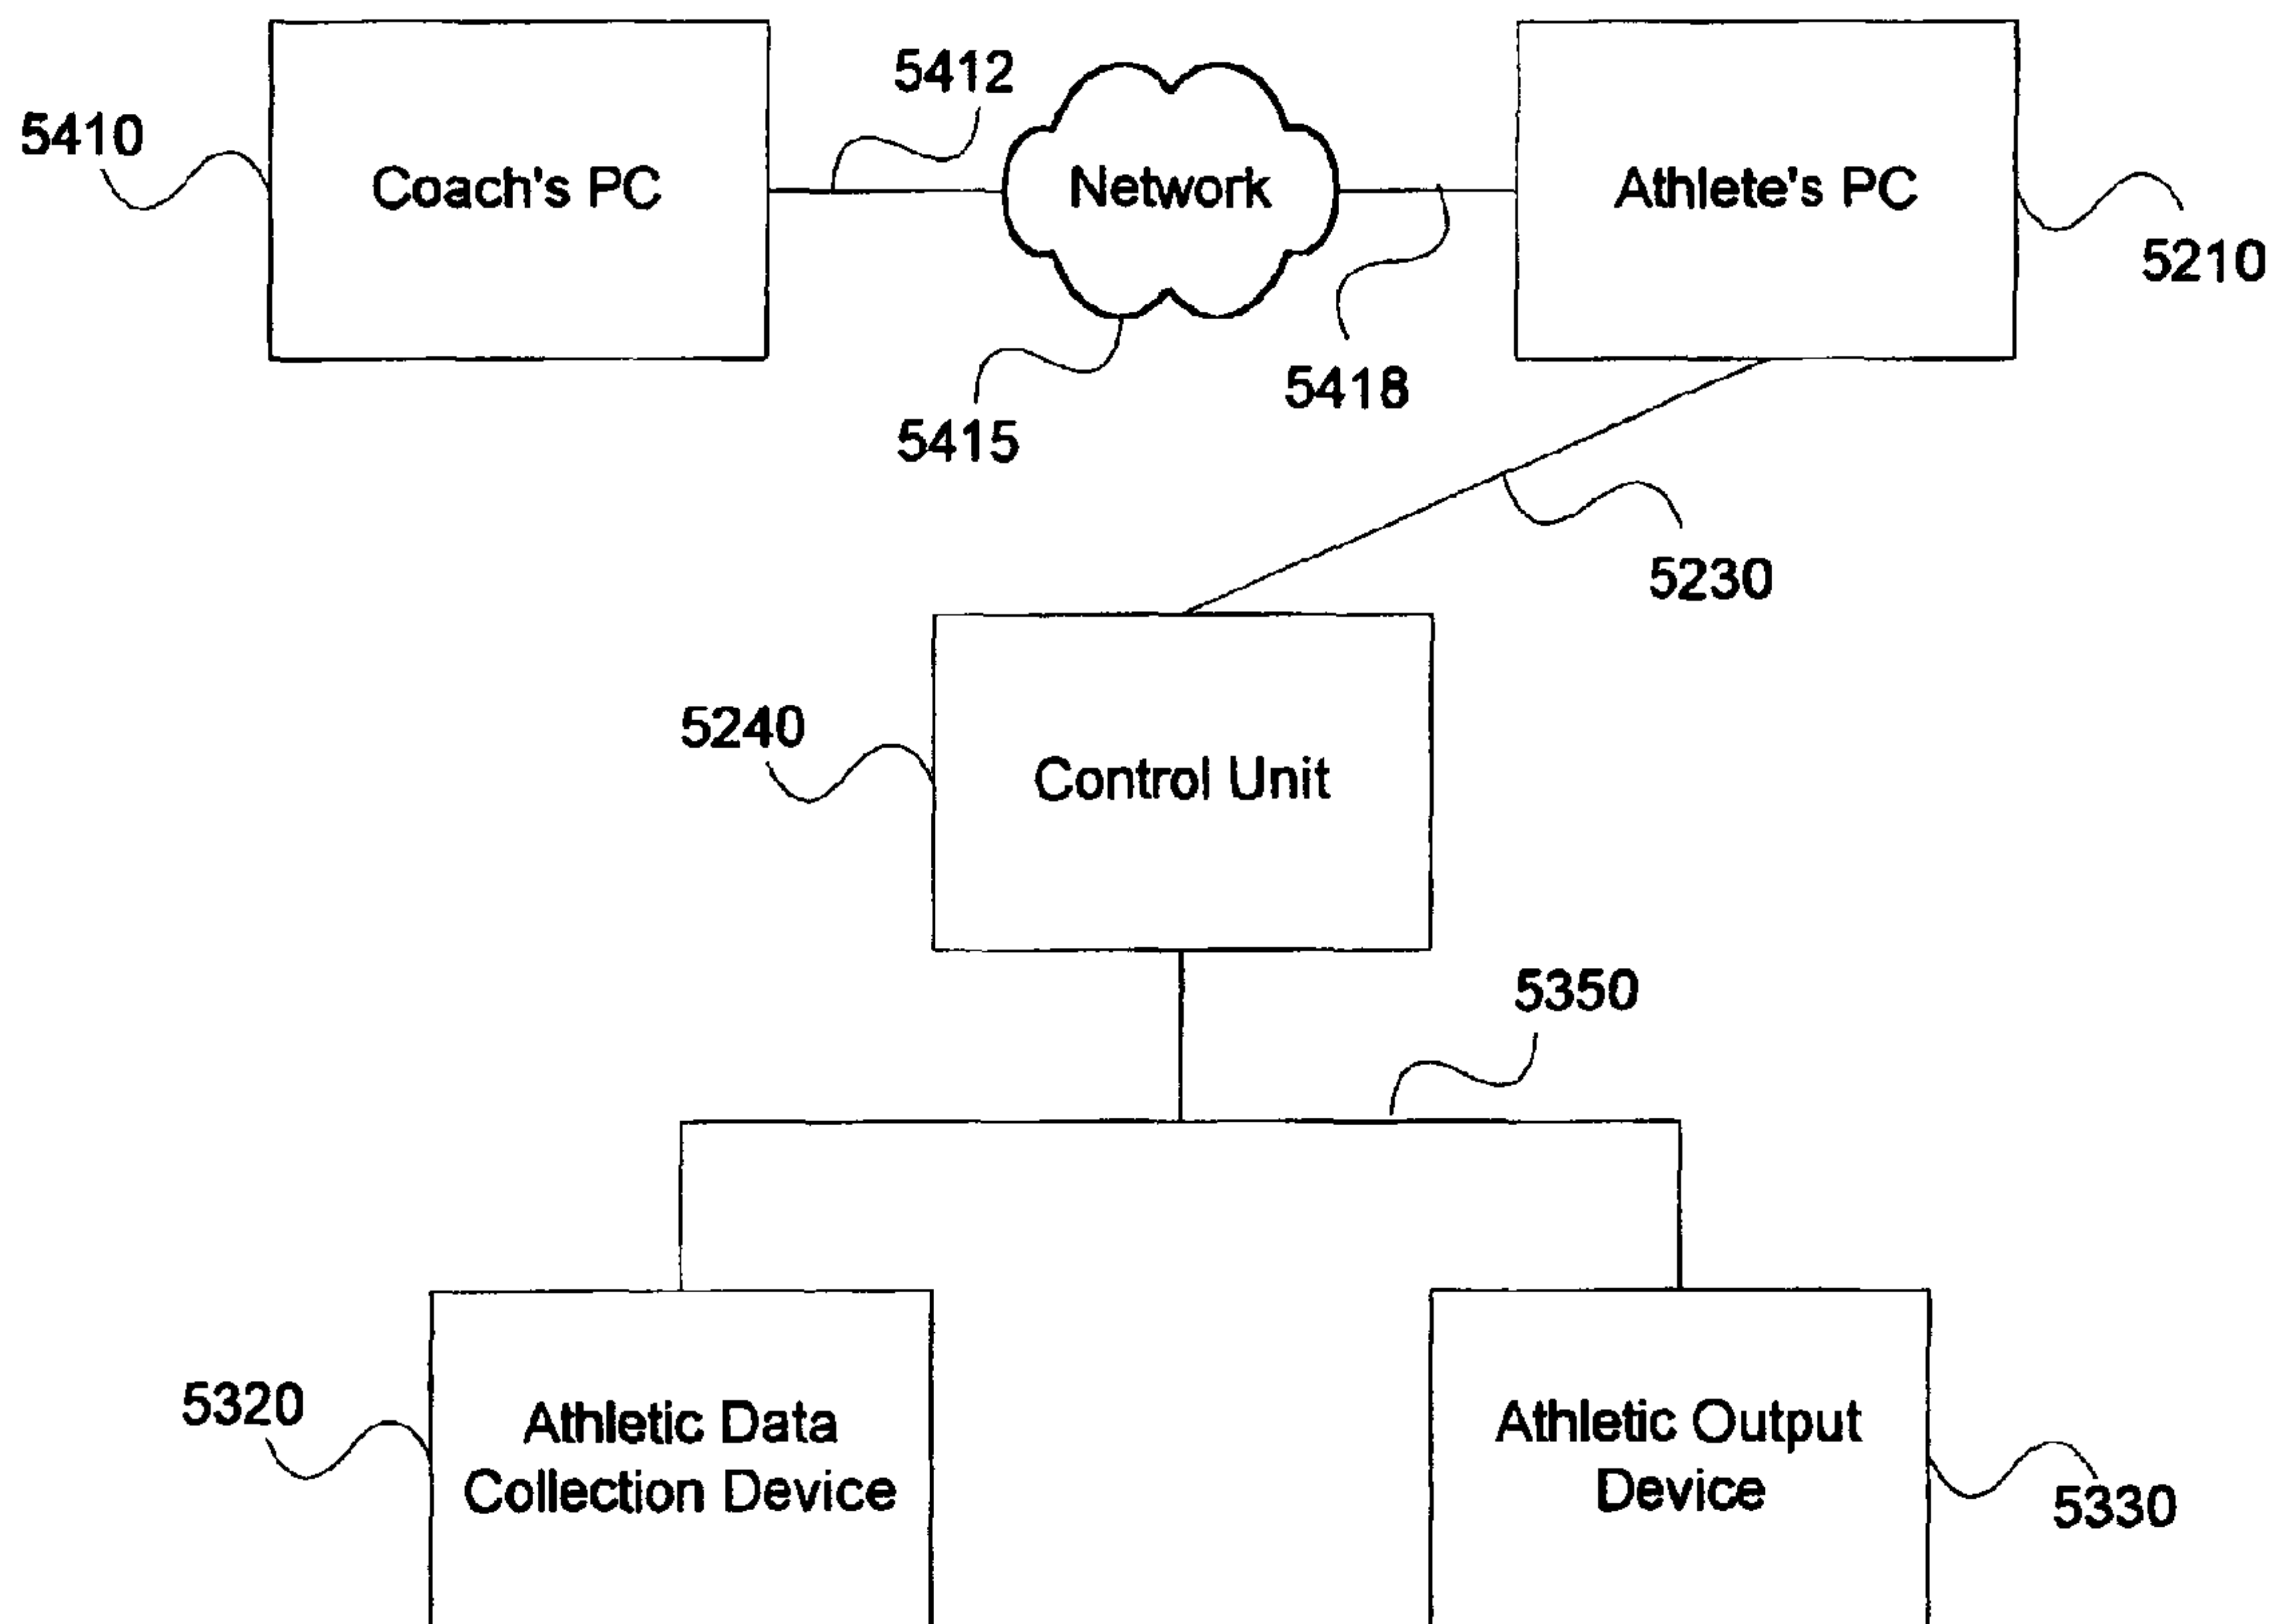 5412
5410
Coach's PC
Network
Athlete's PC
5210
5418
5415
5230
5240
Control Unit
5350
5320
Athletic Data
Collection Device
Athletic Output
Device
5330